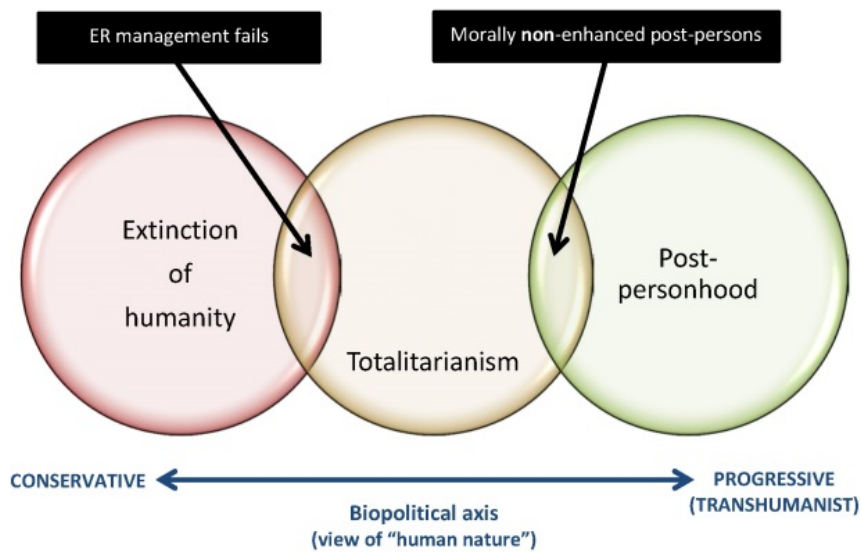 ER management fails
Morally non-enhanced post-persons
Extinction
of
humanity
Totalitarianism
Post-
personhood
CONSERVATIVE
PROGRESSIVE
(TRANSHUMANIST)
Biopolitical axis
(view of “human nature”)